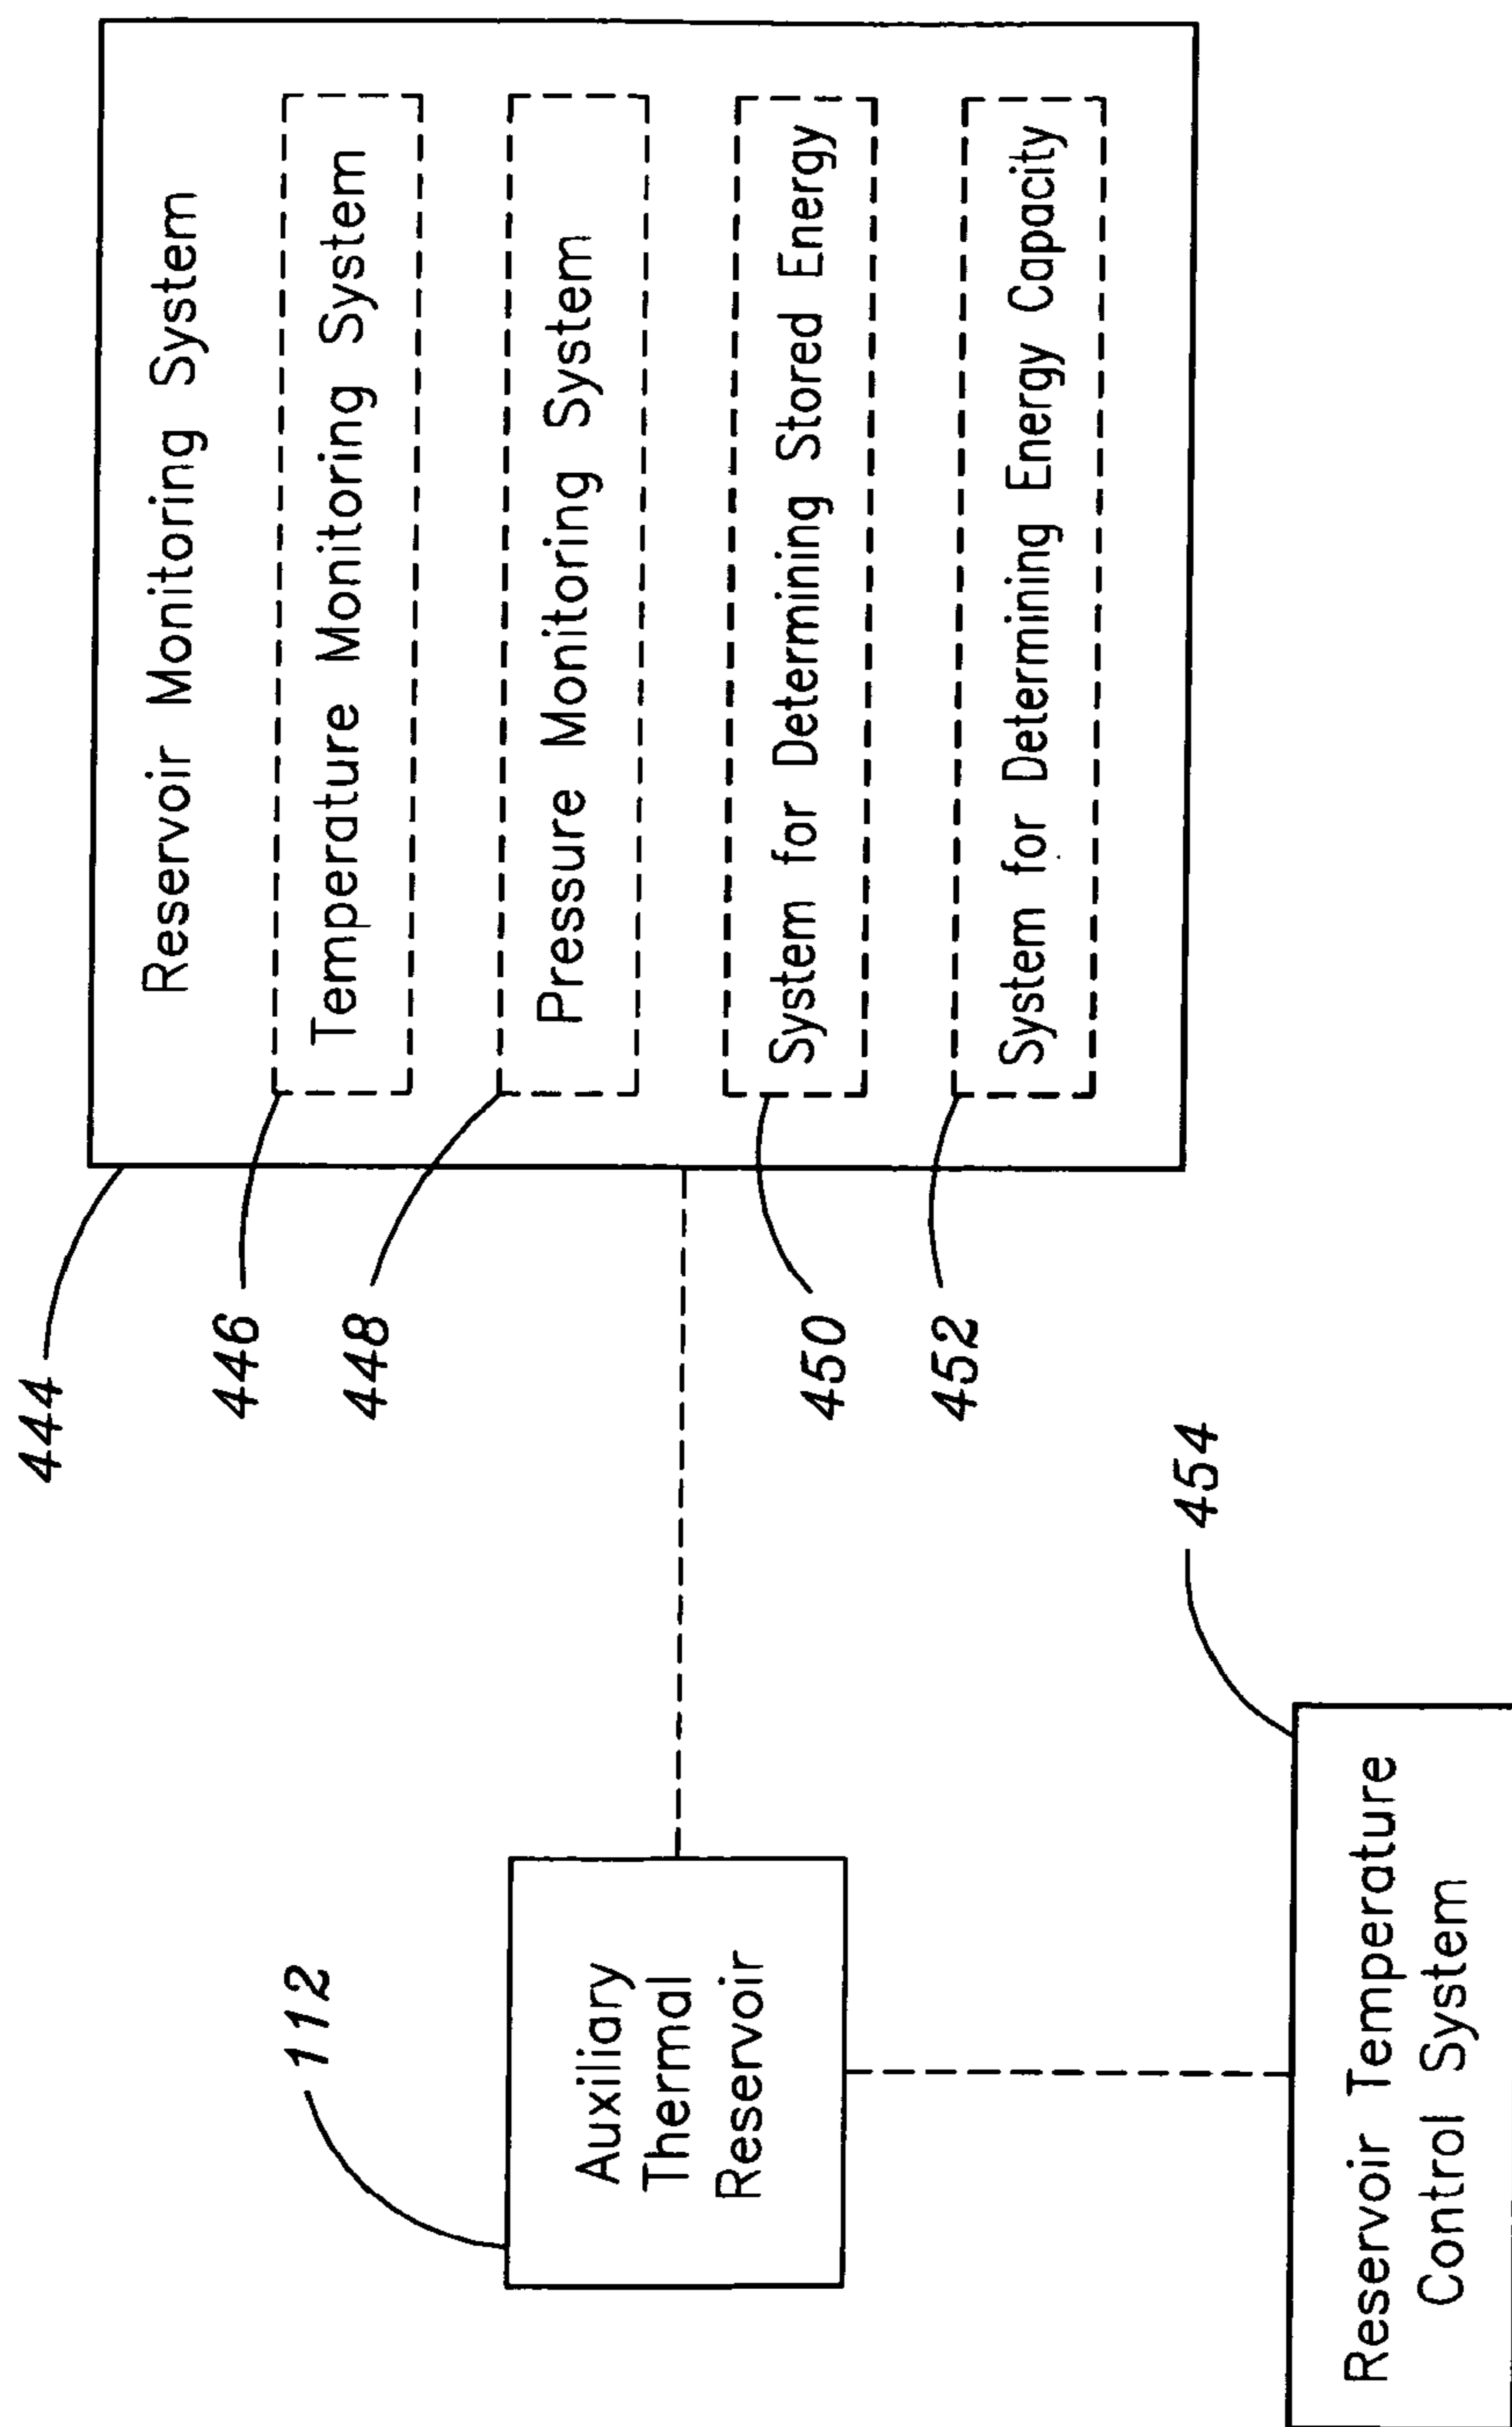 444
Reservoir Monitoring System
446
Temperature Monitoring System
448
Pressure Monitoring System
450
System for Determining Stored Energy
452
System for Determining Energy Capacity
112
Auxiliary
Thermal
Reservoir
454
Reservoir Temperature
Control System